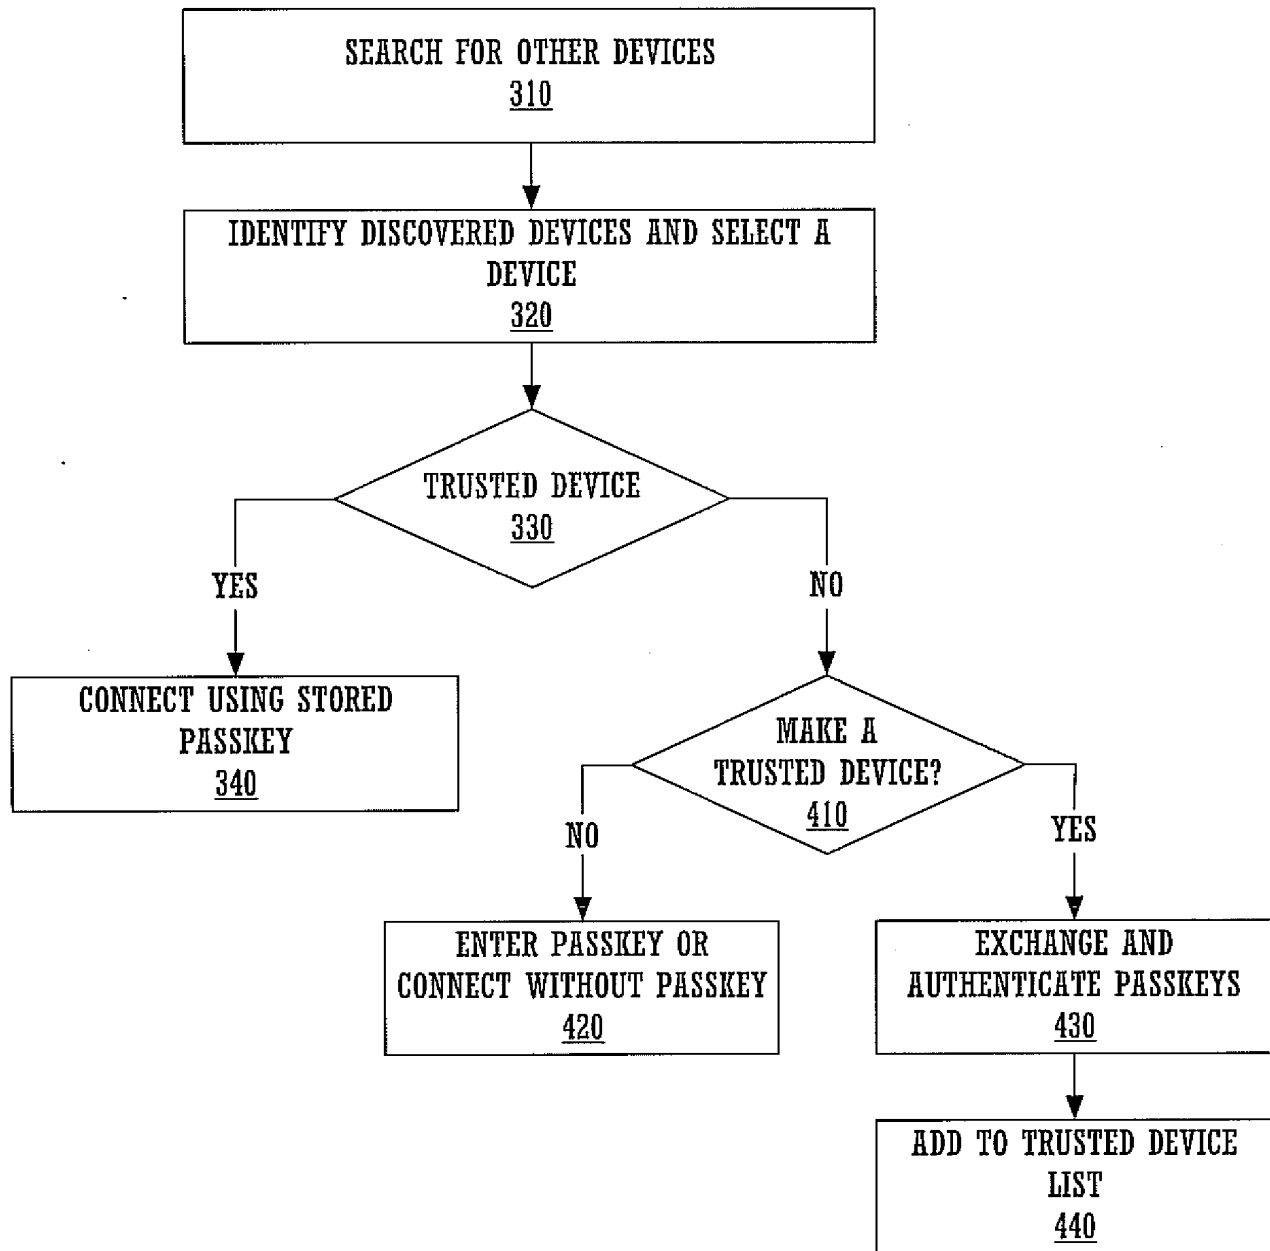 SEARCH FOR OTHER DEVICES
310
IDENTIFY DISCOVERED DEVICES AND SELECT A
DEVICE
320
TRUSTED DEVICE
330
YES
NO
CONNECT USING STORED
PASSKEY
340
MAKE A
TRUSTED DEVICE?
410
NO
YES
ENTER PASSKEY OR
CONNECT WITHOUT PASSKEY
420
EXCHANGE AND
AUTHENTICATE PASSKEYS
430
ADD TO TRUSTED DEVICE
LIST
440